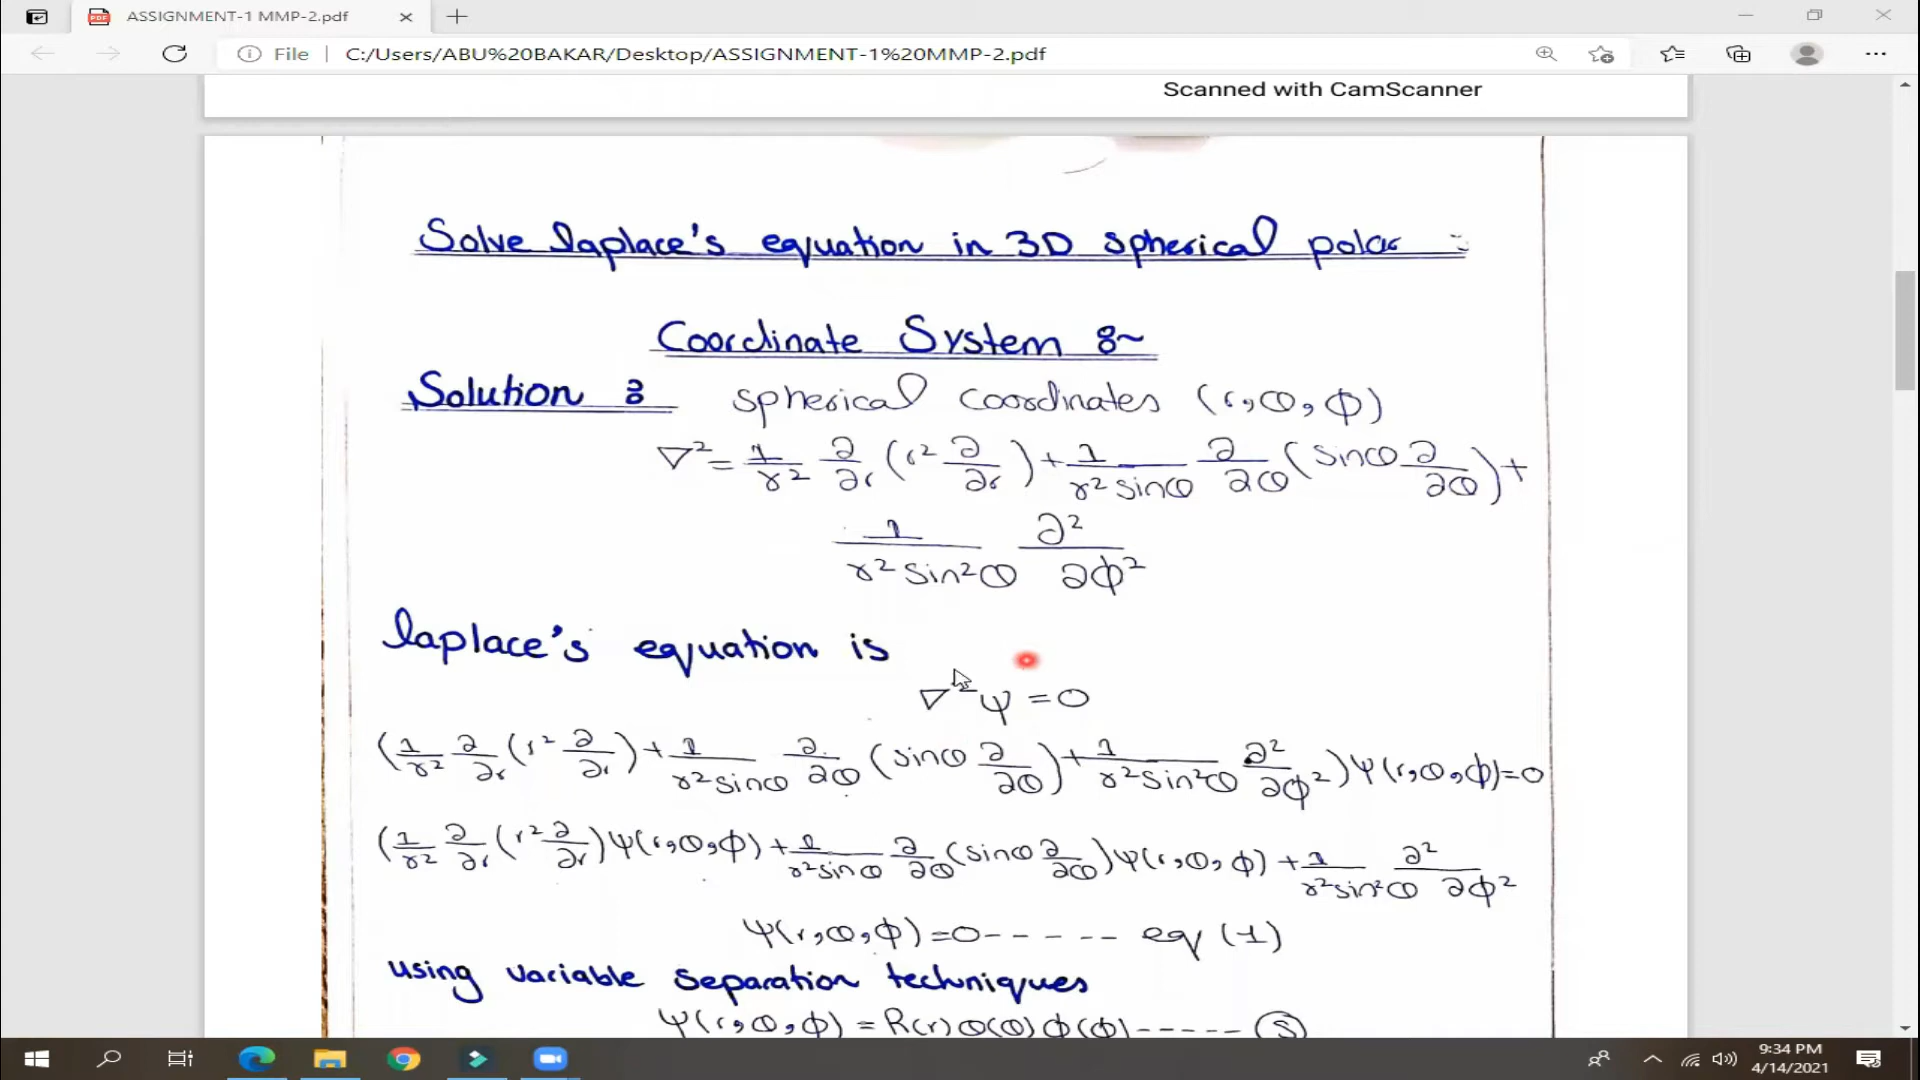 ASSIGNMENT-1 MMP-2.pdf
File | C:/Users/ABU%20BAKAR/Desktop/ASSIGNMENT-1%20MMP-2.pdf
Scanned with CamScanner
Solve laplace's equation in 3D spherical polar :-
Coordinate System 8~
Solution :
spherical coordinates (r,θ,ϕ)
∇² = 1/r² ∂/∂r (r² ∂/∂r) + 1/r² sinθ ∂/∂θ (sinθ ∂/∂θ) +
1/r² sin²θ ∂²/∂ϕ²
laplace's equation is
∇²ψ = 0
(1/r² ∂/∂r (r² ∂/∂r) + 1/r² sinθ ∂/∂θ (sinθ ∂/∂θ) + 1/r² sin²θ ∂²/∂ϕ²) ψ(r,θ,ϕ) = 0
(1/r² ∂/∂r (r² ∂/∂r) ψ(r,θ,ϕ) + 1/r² sinθ ∂/∂θ (sinθ ∂/∂θ) ψ(r,θ,ϕ) + 1/r² sin²θ ∂²/∂ϕ²
ψ(r,θ,ϕ) = 0 - - - - - - eq (1)
using variable separation techniques
ψ(r,θ,ϕ) = R(r) Θ(θ) ϕ(ϕ) - - - - - (S)
9:34 PM
4/14/2021